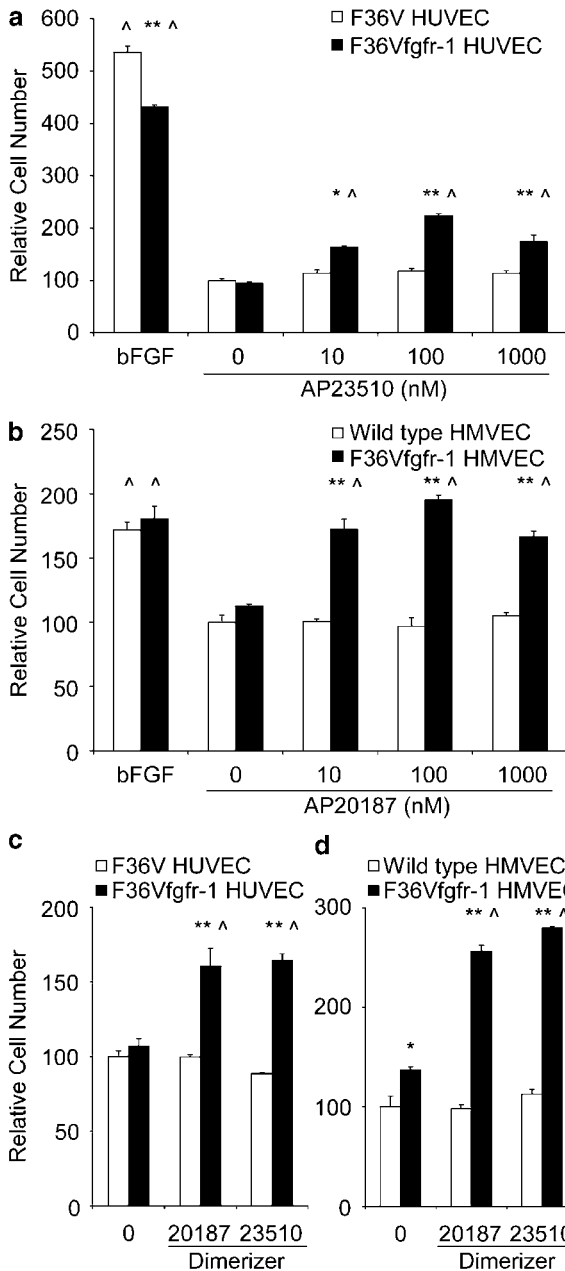 a
F36V HUVEC
F36Vfgfr-1 HUVEC
Relative Cell Number
600
500
400
300
200
100
0
^ ** ^
* ^
** ^
** ^
bFGF 0 10 100 1000
AP23510 (nM)
b
Wild type HMVEC
F36Vfgfr-1 HMVEC
Relative Cell Number
250
200
150
100
50
0
^ ^
** ^
** ^
** ^
bFGF 0 10 100 1000
AP20187 (nM)
c
F36V HUVEC
F36Vfgfr-1 HUVEC
Relative Cell Number
200
150
100
50
0
** ^ ** ^
0 20187 23510
Dimerizer
d
Wild type HMVEC
F36Vfgfr-1 HMVEC
300
200
100
0
*
** ^ ** ^
0 20187 23510
Dimerizer